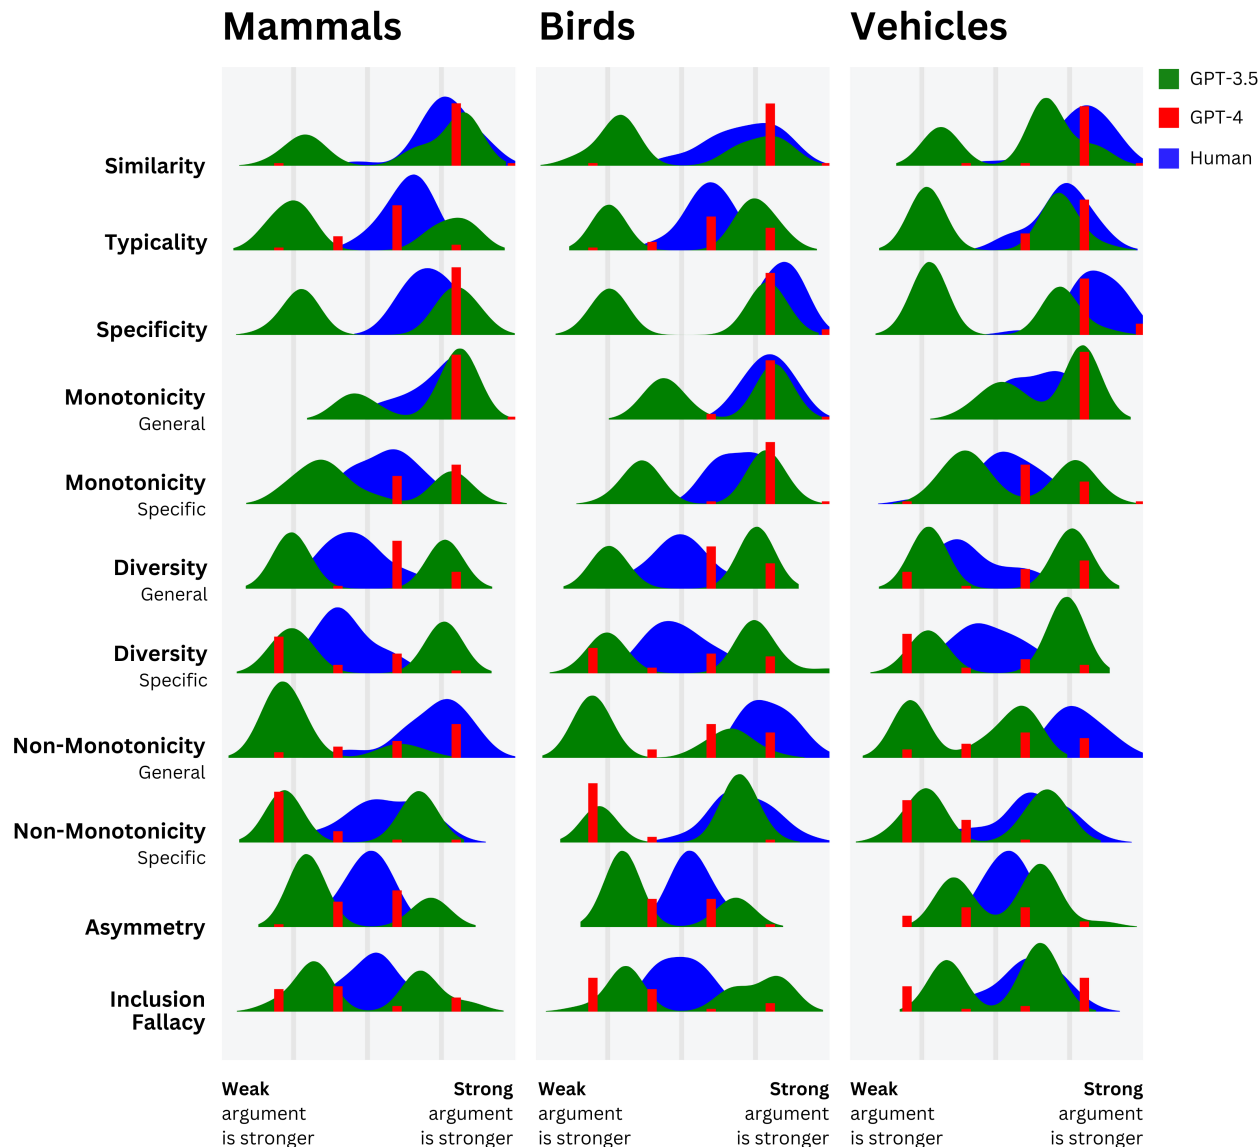 Mammals
Birds
Vehicles
GPT-3.5
GPT-4
Human
Similarity
Typicality
Specificity
Monotonicity
General
Monotonicity
Specific
Diversity
General
Diversity
Specific
Non-Monotonicity
General
Non-Monotonicity
Specific
Asymmetry
Inclusion
Fallacy
Weak
argument
is stronger
Strong
argument
is stronger
Weak
argument
is stronger
Strong
argument
is stronger
Weak
argument
is stronger
Strong
argument
is stronger